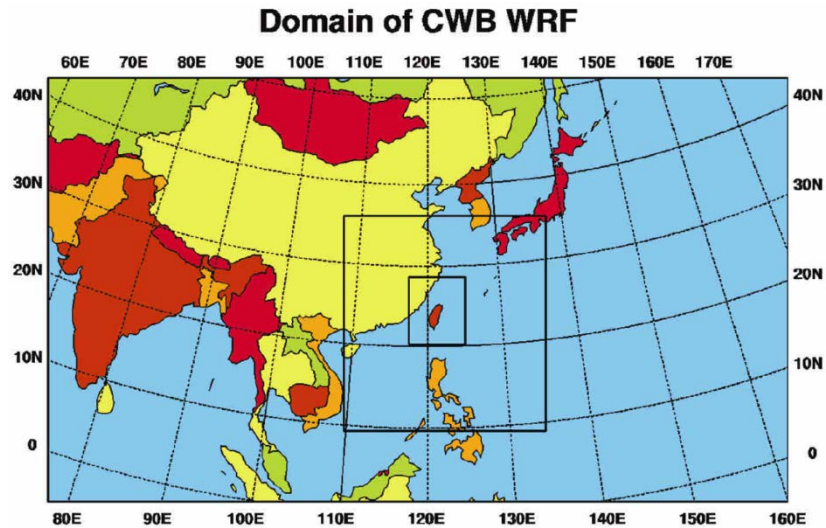 Domain of CWB WRF
60E 70E 80E 90E 100E 110E 120E 130E 140E 150E 160E 170E
40N 40N
30N 30N
20N 20N
10N 10N
0 0
80E 90E 100E 110E 120E 130E 140E 150E 160E